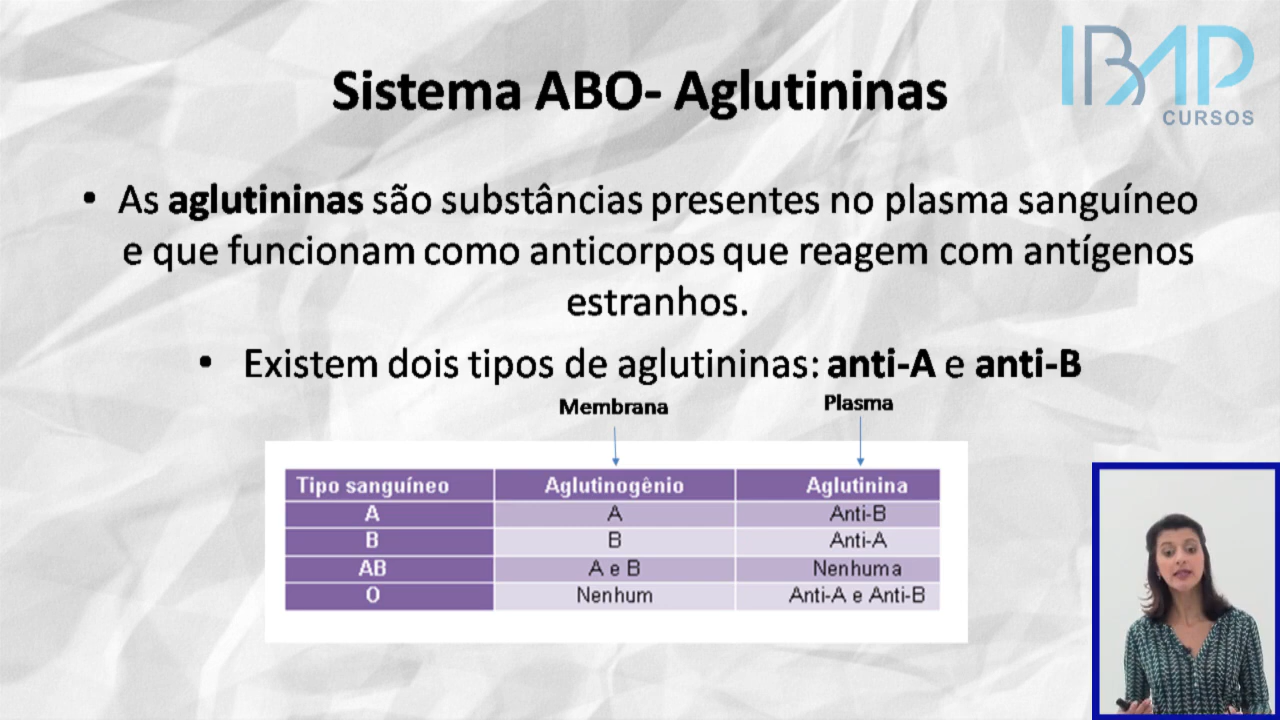 IBAP
CURSOS
Sistema ABO- Aglutininas
• As aglutininas são substâncias presentes no plasma sanguíneo
e que funcionam como anticorpos que reagem com antígenos
estranhos.
• Existem dois tipos de aglutininas: anti-A e anti-B
Membrana Plasma
Tipo sanguíneo Aglutinogênio Aglutinina
A A Anti-B
B B Anti-A
AB A e B Nenhuma
O Nenhum Anti-A e Anti-B